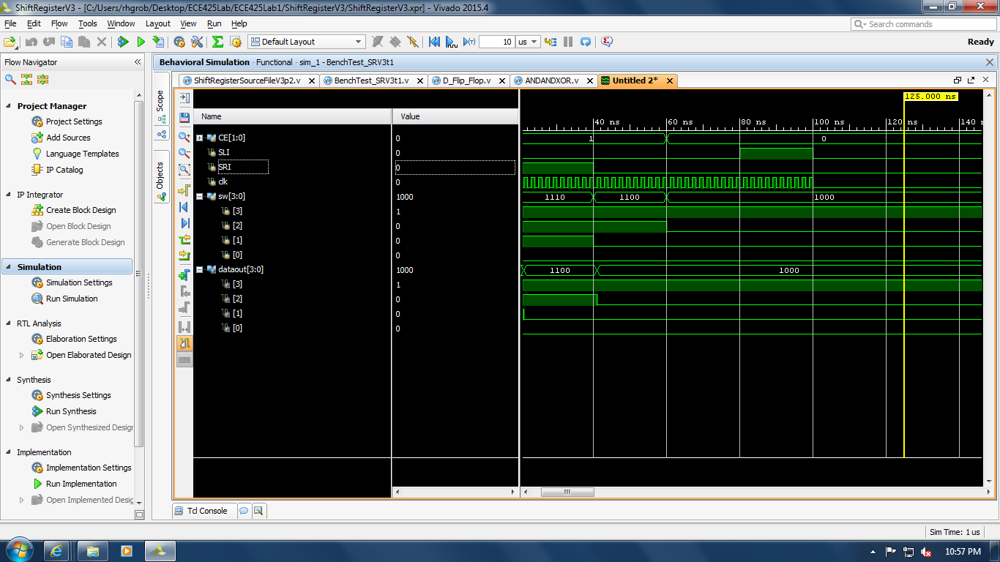 ShiftRegisterV3 - [C:/Users/rhgrob/Desktop/ECE425Lab/ECE425Lab1/ShiftRegisterV3/ShiftRegisterV3.xpr] - Vivado 2015.4
File Edit Flow Tools Window Layout View Run Help
Search commands
Default Layout 10 us Ready
Flow Navigator
Project Manager
Project Settings
Add Sources
Language Templates
IP Catalog
IP Integrator
Create Block Design
Open Block Design
Generate Block Design
Simulation
Simulation Settings
Run Simulation
RTL Analysis
Elaboration Settings
Open Elaborated Design
Synthesis
Synthesis Settings
Run Synthesis
Open Synthesized Design
Implementation
Implementation Settings
Run Implementation
Open Implemented Desig
Behavioral Simulation - Functional - sim_1 - BenchTest_SRV3t1
Scope
Objects
ShiftRegisterSourceFileV3p2.v BenchTest_SRV3t1.v D_Flip_Flop.v ANDANDXOR.v Untitled 2*
125.000 ns
Name Value
40 ns 60 ns 80 ns 100 ns 120 ns 140
CE[1:0] 0 1 0
SLI 0
SRI 0
clk 0
sw[3:0] 1000 1110 1100 1000
[3] 1
[2] 0
[1] 0
[0] 0
dataout[3:0] 1000 1100 1000
[3] 1
[2] 0
[1] 0
[0] 0
Tcl Console
Sim Time: 1 us
10:57 PM